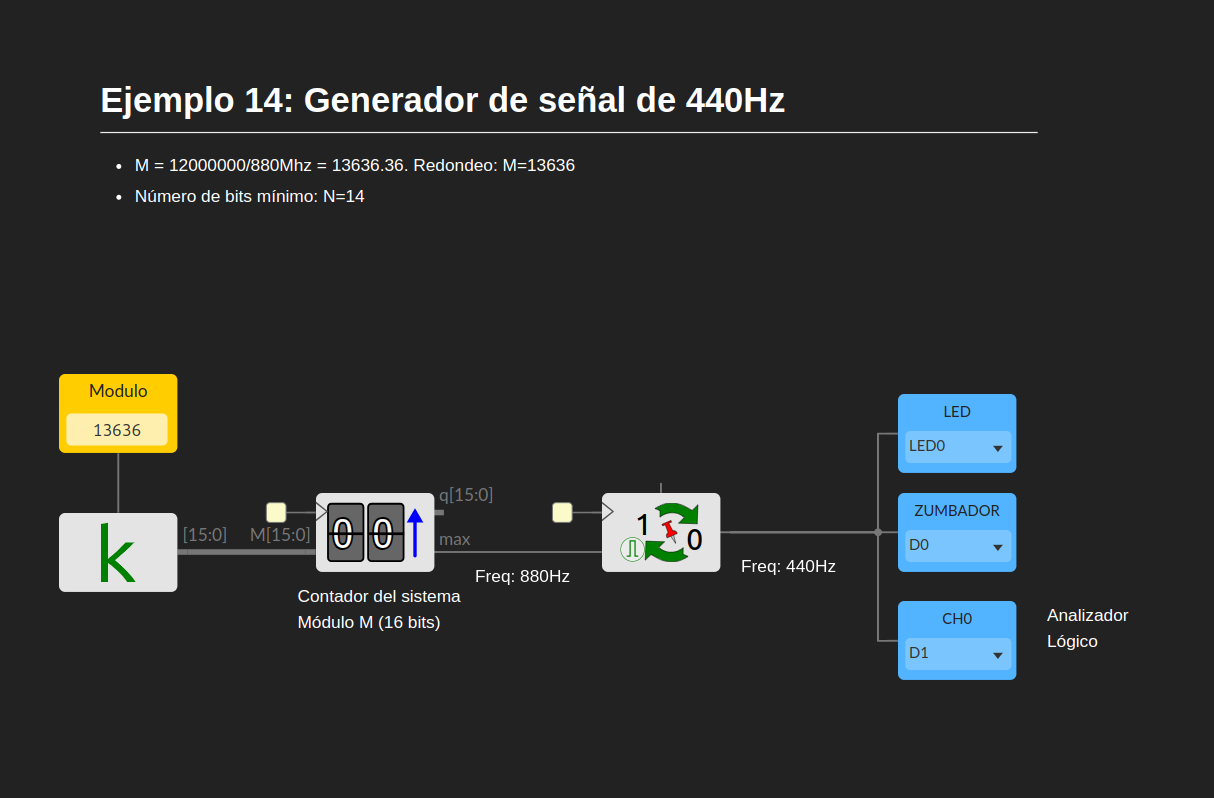 Ejemplo 14: Generador de señal de 440Hz
M = 12000000/880Mhz = 13636.36. Redondeo: M=13636
Número de bits mínimo: N=14
Modulo
13636
k
[15:0]
M[15:0]
0 0
q[15:0]
max
Contador del sistema
Módulo M (16 bits)
Freq: 880Hz
1
0
Freq: 440Hz
LED
LED0
ZUMBADOR
D0
CH0
D1
Analizador
Lógico